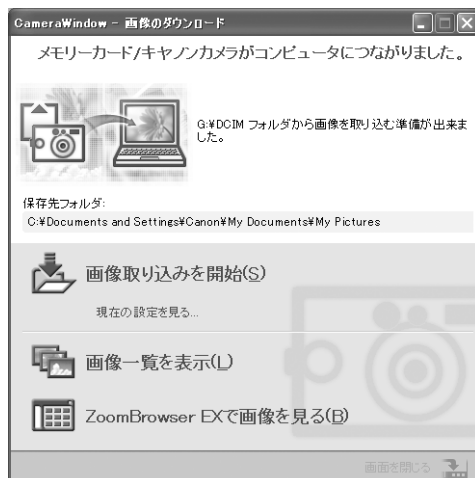 CameraWindow - 画像のダウンロード
メモリーカード/キヤノンカメラがコンピュータにつながりました。
G:¥DCIM フォルダから画像を取り込む準備が出来ま
した。
保存先フォルダ:
C:¥Documents and Settings¥Canon¥My Documents¥My Pictures
画像取り込みを開始(S)
現在の設定を見る...
画像一覧を表示(L)
ZoomBrowser EXで画像を見る(B)
画面を閉じる